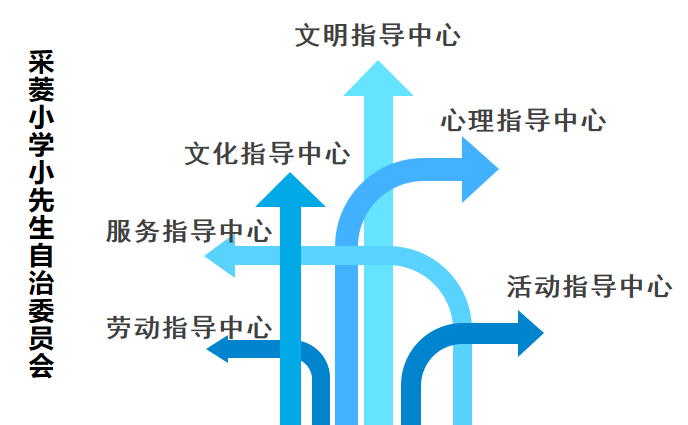 采菱小学小先生自治委员会
文明指导中心
心理指导中心
文化指导中心
服务指导中心
活动指导中心
劳动指导中心